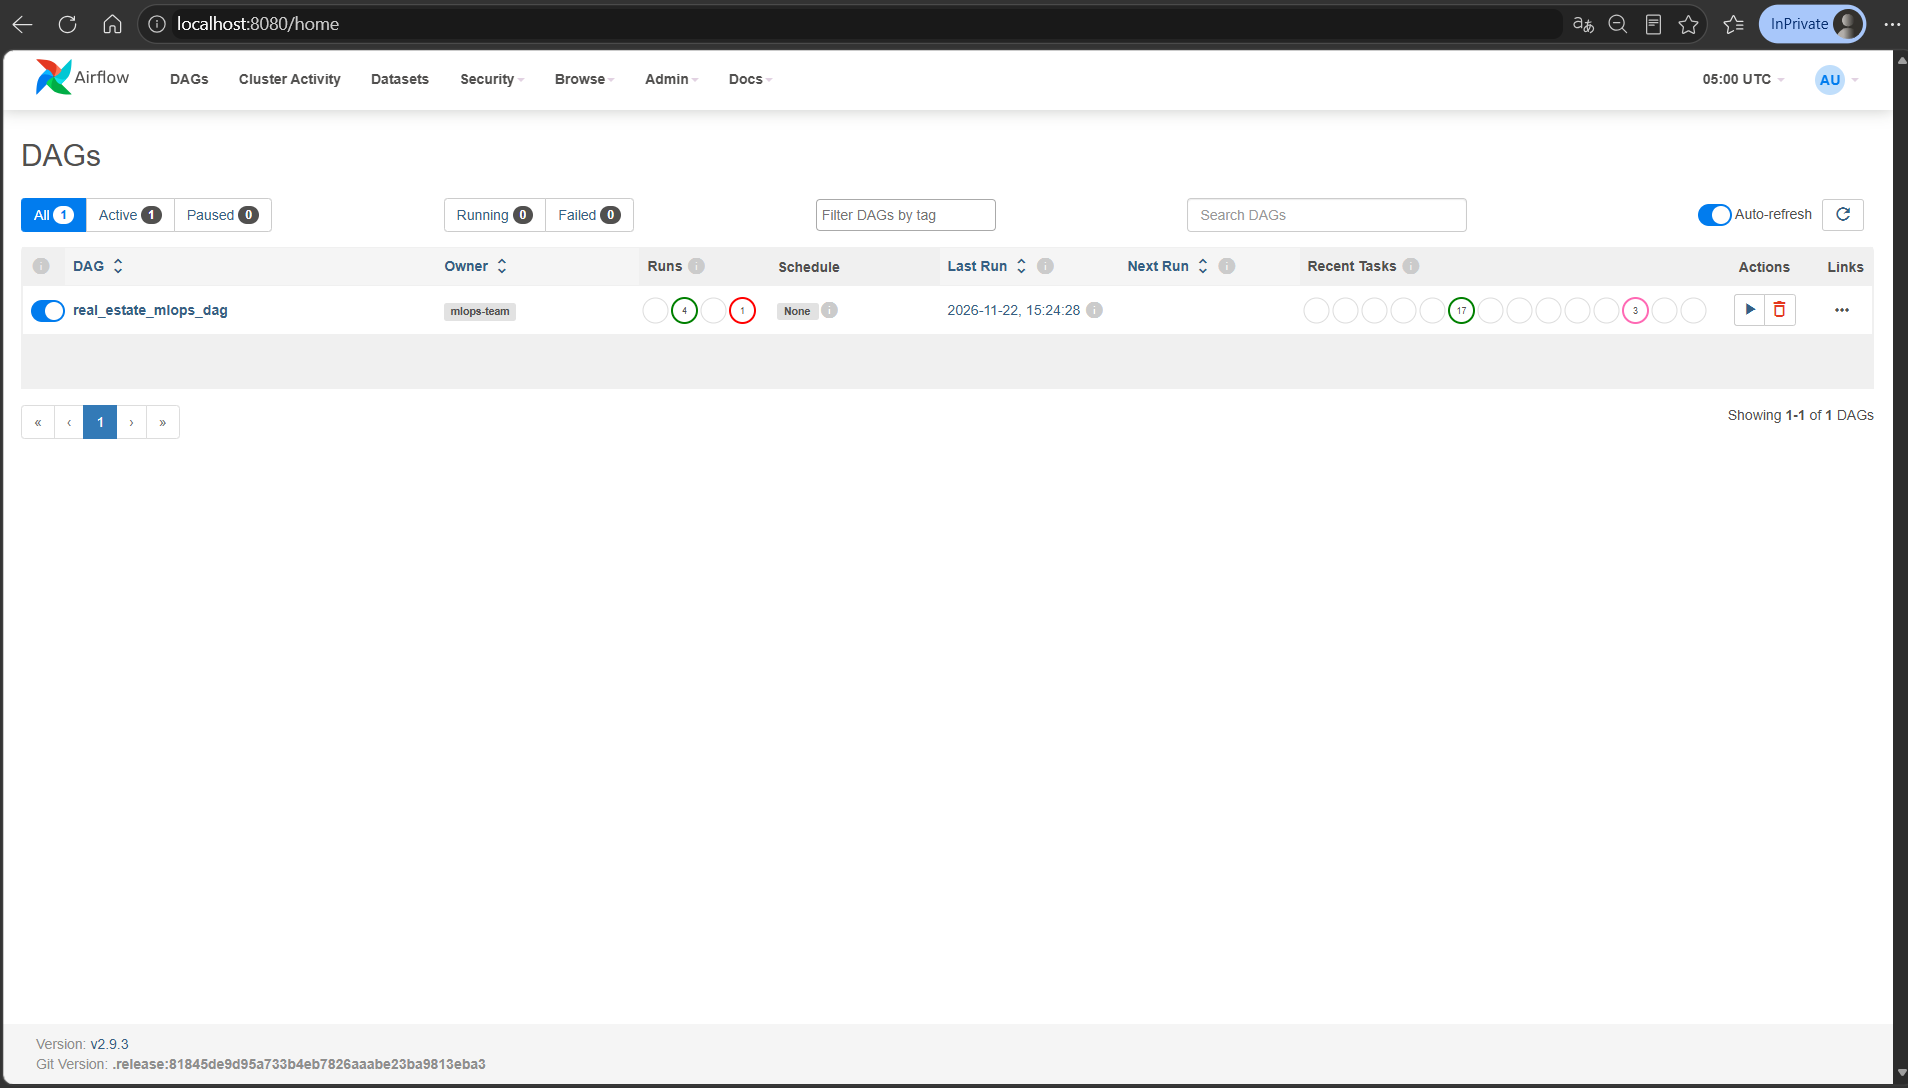 localhost:8080/home
InPrivate
Airflow DAGs Cluster Activity Datasets Security Browse Admin Docs 05:00 UTC AU
DAGs
All 1 Active 1 Paused 0 Running 0 Failed 0 Filter DAGs by tag Search DAGs Auto-refresh
DAG Owner Runs Schedule Last Run Next Run Recent Tasks Actions Links
real_estate_mlops_dag mlops-team 4 1 None 2026-11-22, 15:24:28 17 3
« ‹ 1 › » Showing 1-1 of 1 DAGs
Version: v2.9.3
Git Version: .release:81845de9d95a733b4eb7826aaabe23ba9813eba3